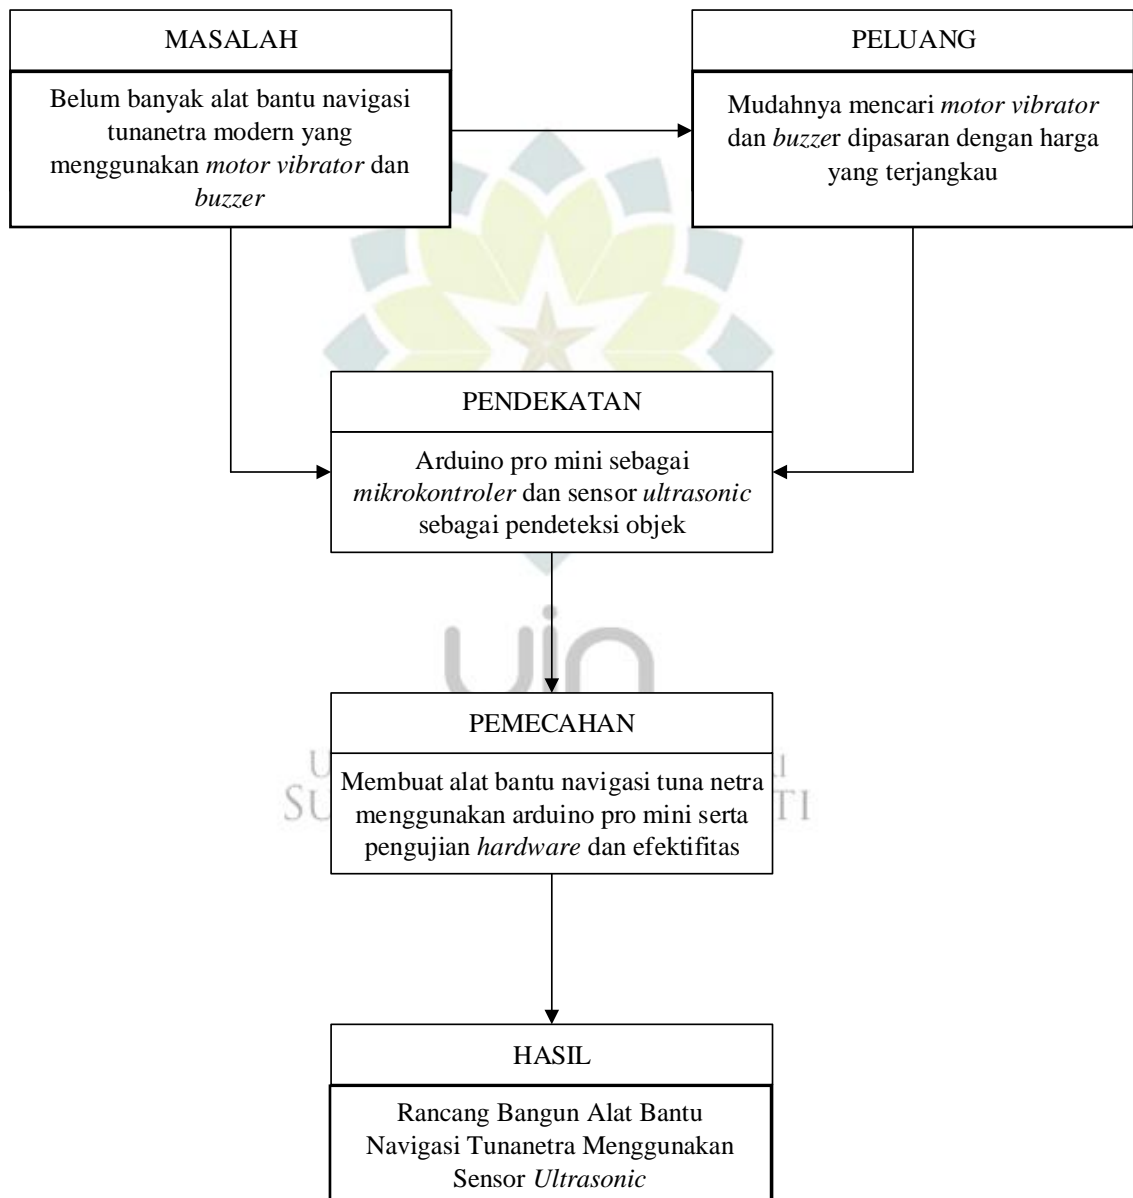 MASALAH
Belum banyak alat bantu navigasi
tunanetra modern yang
menggunakan motor vibrator dan
buzzer
PELUANG
Mudahnya mencari motor vibrator
dan buzzer dipasaran dengan harga
yang terjangkau
PENDEKATAN
Arduino pro mini sebagai
mikrokontroler dan sensor ultrasonic
sebagai pendeteksi objek
uin
PEMECAHAN
Membuat alat bantu navigasi tuna netra
menggunakan arduino pro mini serta
pengujian hardware dan efektifitas
HASIL
Rancang Bangun Alat Bantu
Navigasi Tunanetra Menggunakan
Sensor Ultrasonic